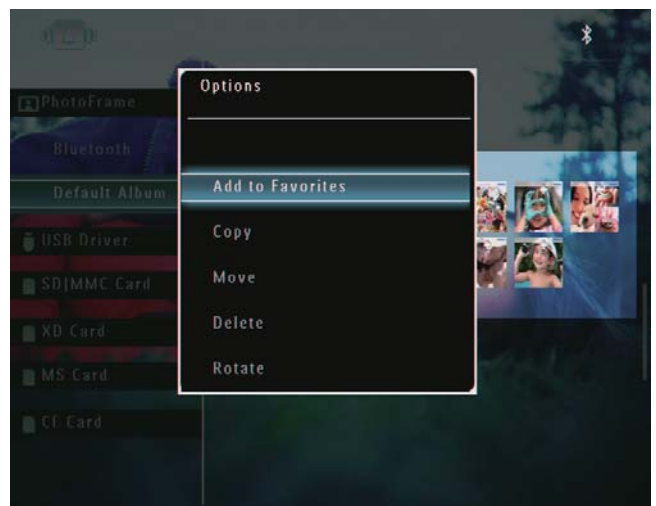 Options
PhotoFrame
Bluetooth
Default Album
USB Driver
SD|MMC Card
XD Card
MS Card
CF Card
Add to Favorites
Copy
Move
Delete
Rotate